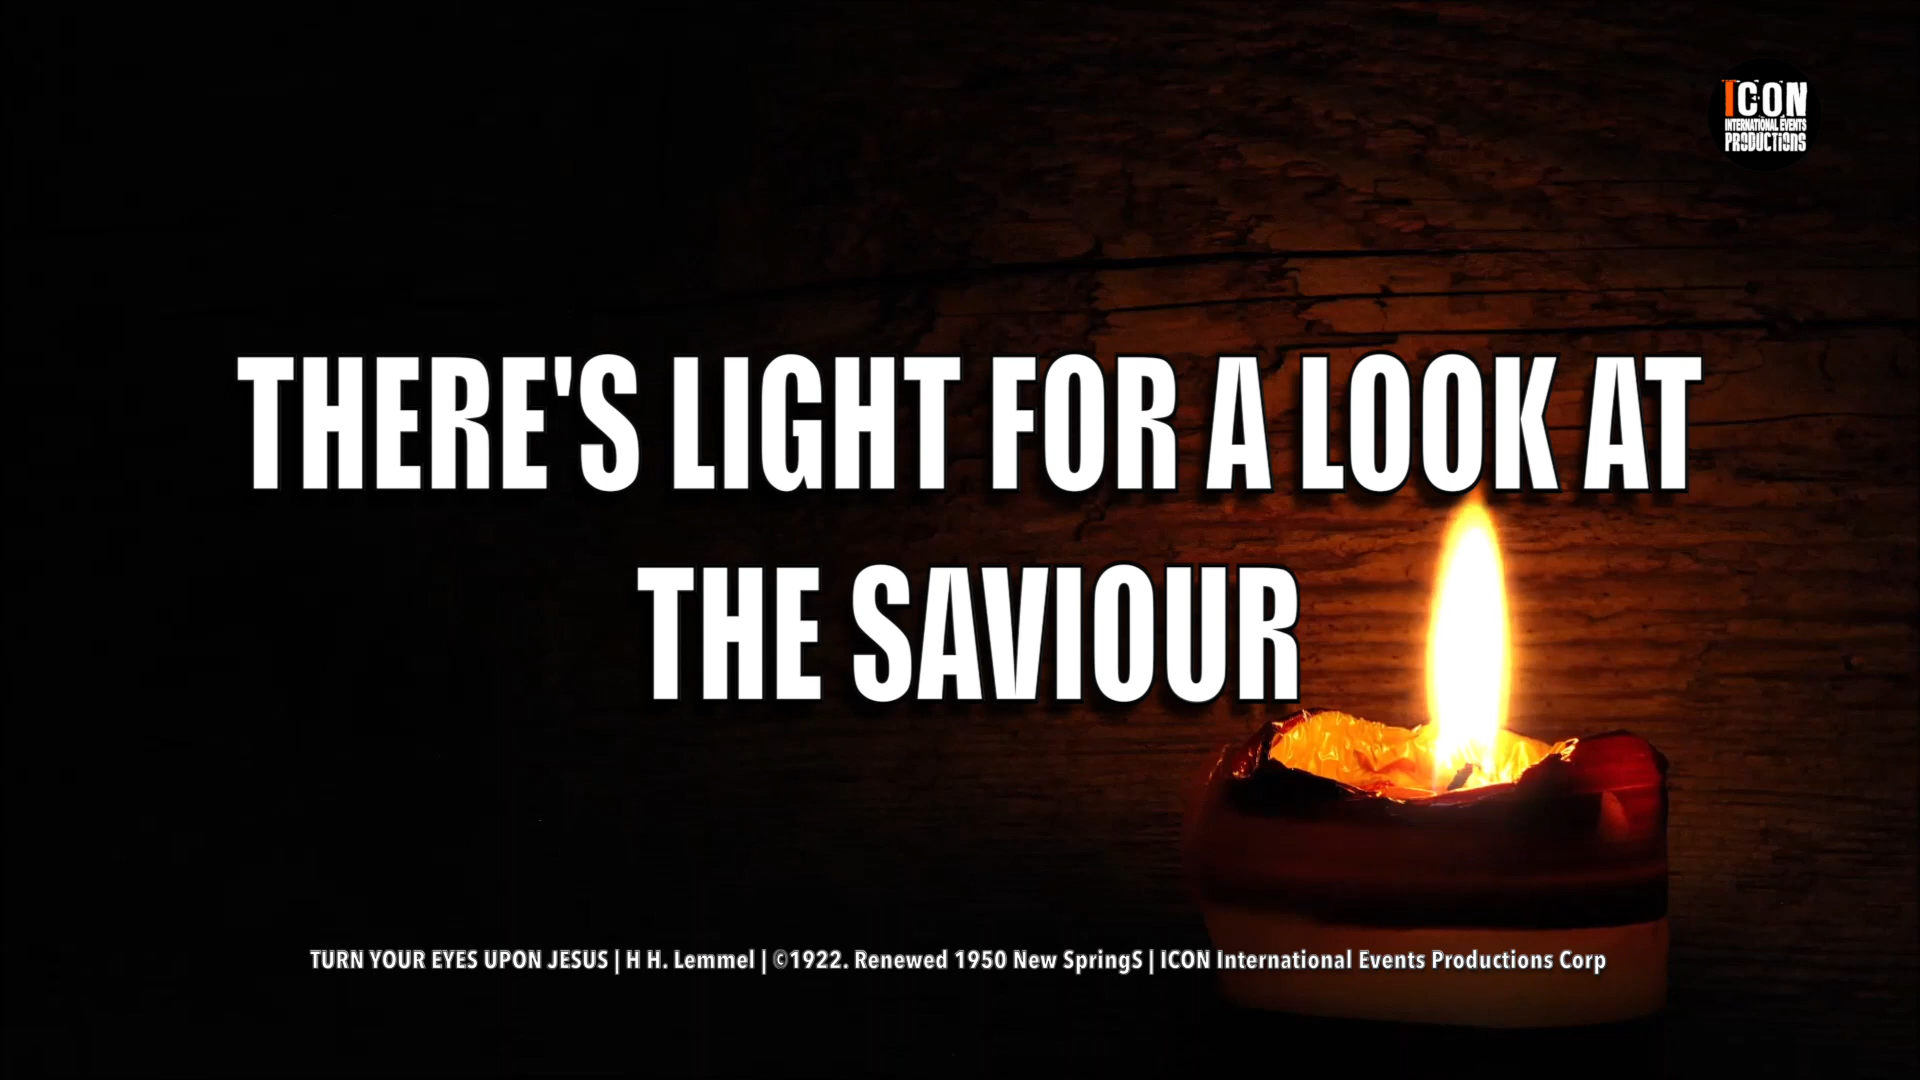 ICON
INTERNATIONAL EVENTS
PRODUCTIONS
THERE'S LIGHT FOR A LOOK AT
THE SAVIOUR
TURN YOUR EYES UPON JESUS | H H. Lemmel | ©1922. Renewed 1950 New SpringS | ICON International Events Productions Corp